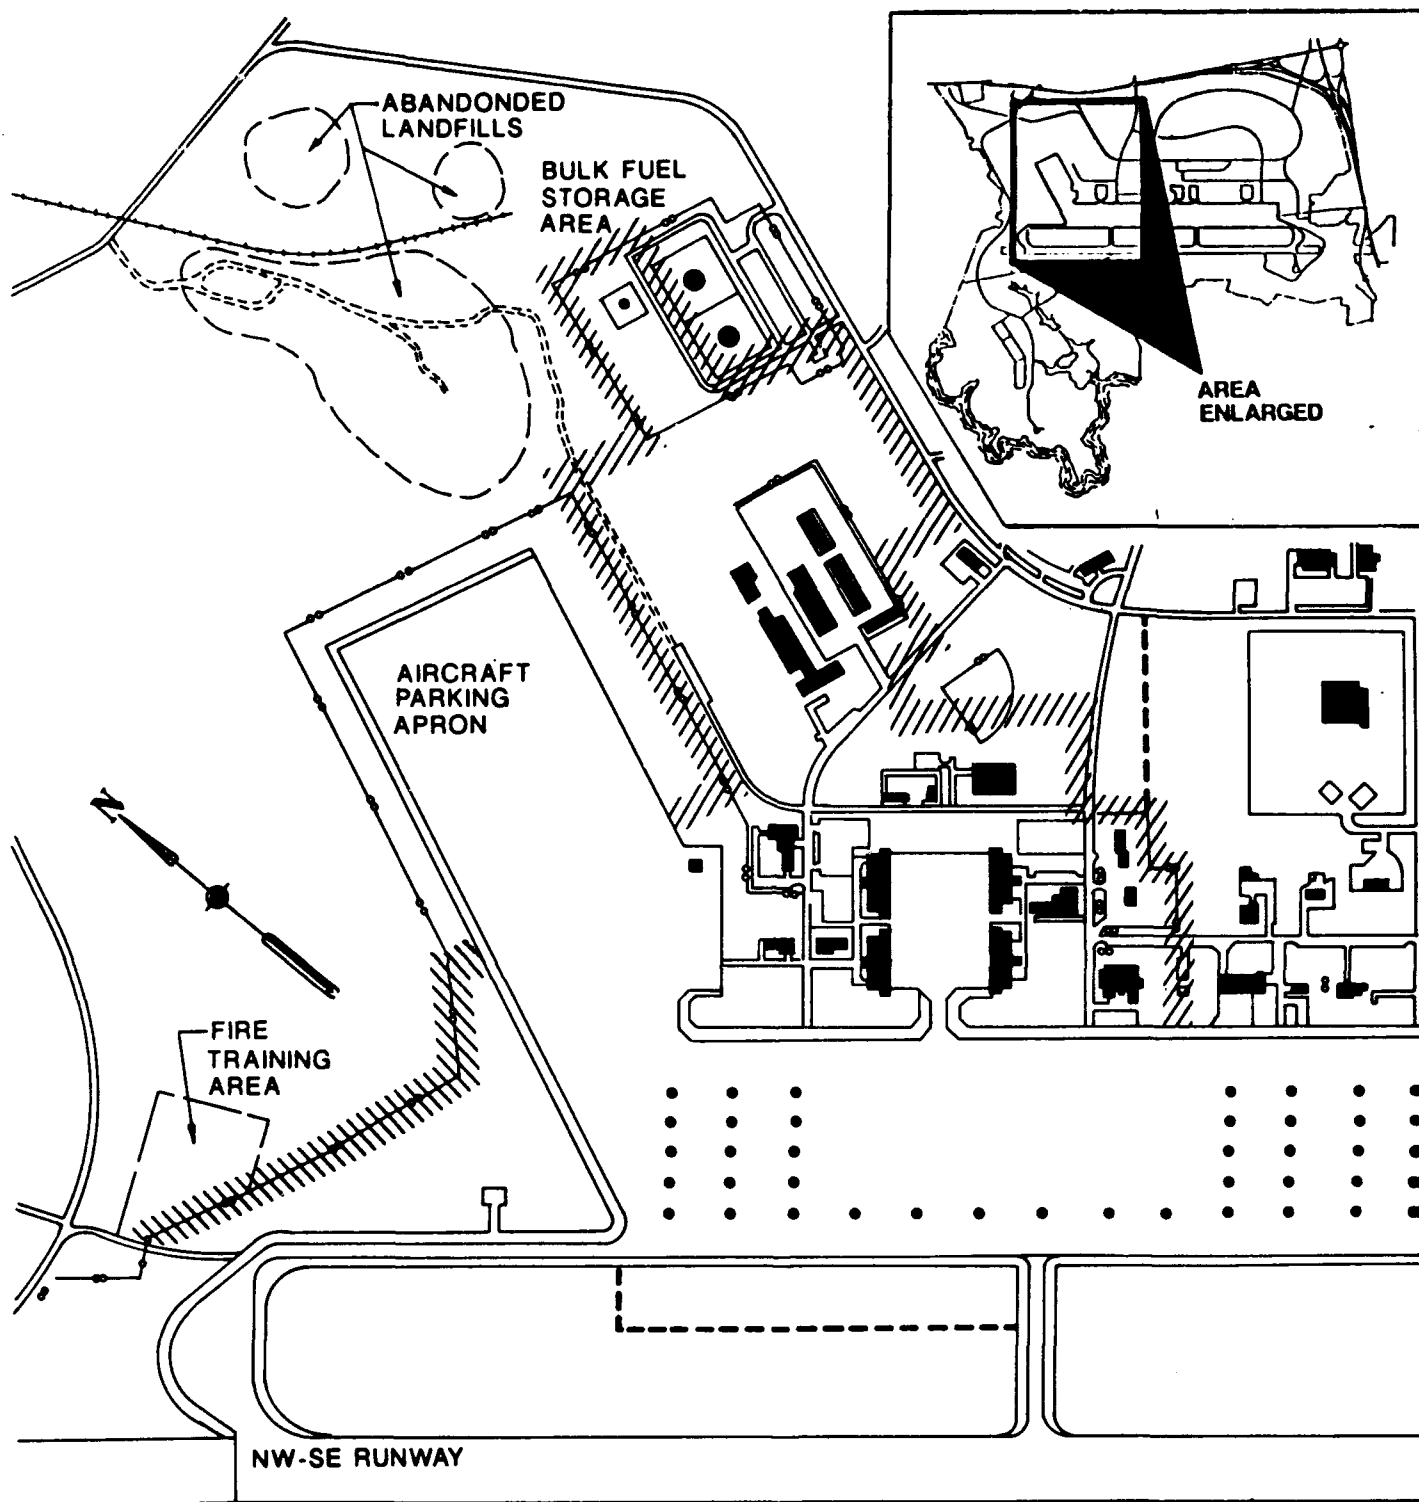 ABANDONDED
LANDFILLS
BULK FUEL
STORAGE
AREA
AREA
ENLARGED
AIRCRAFT
PARKING
APRON
N
FIRE
TRAINING
AREA
NW-SE RUNWAY